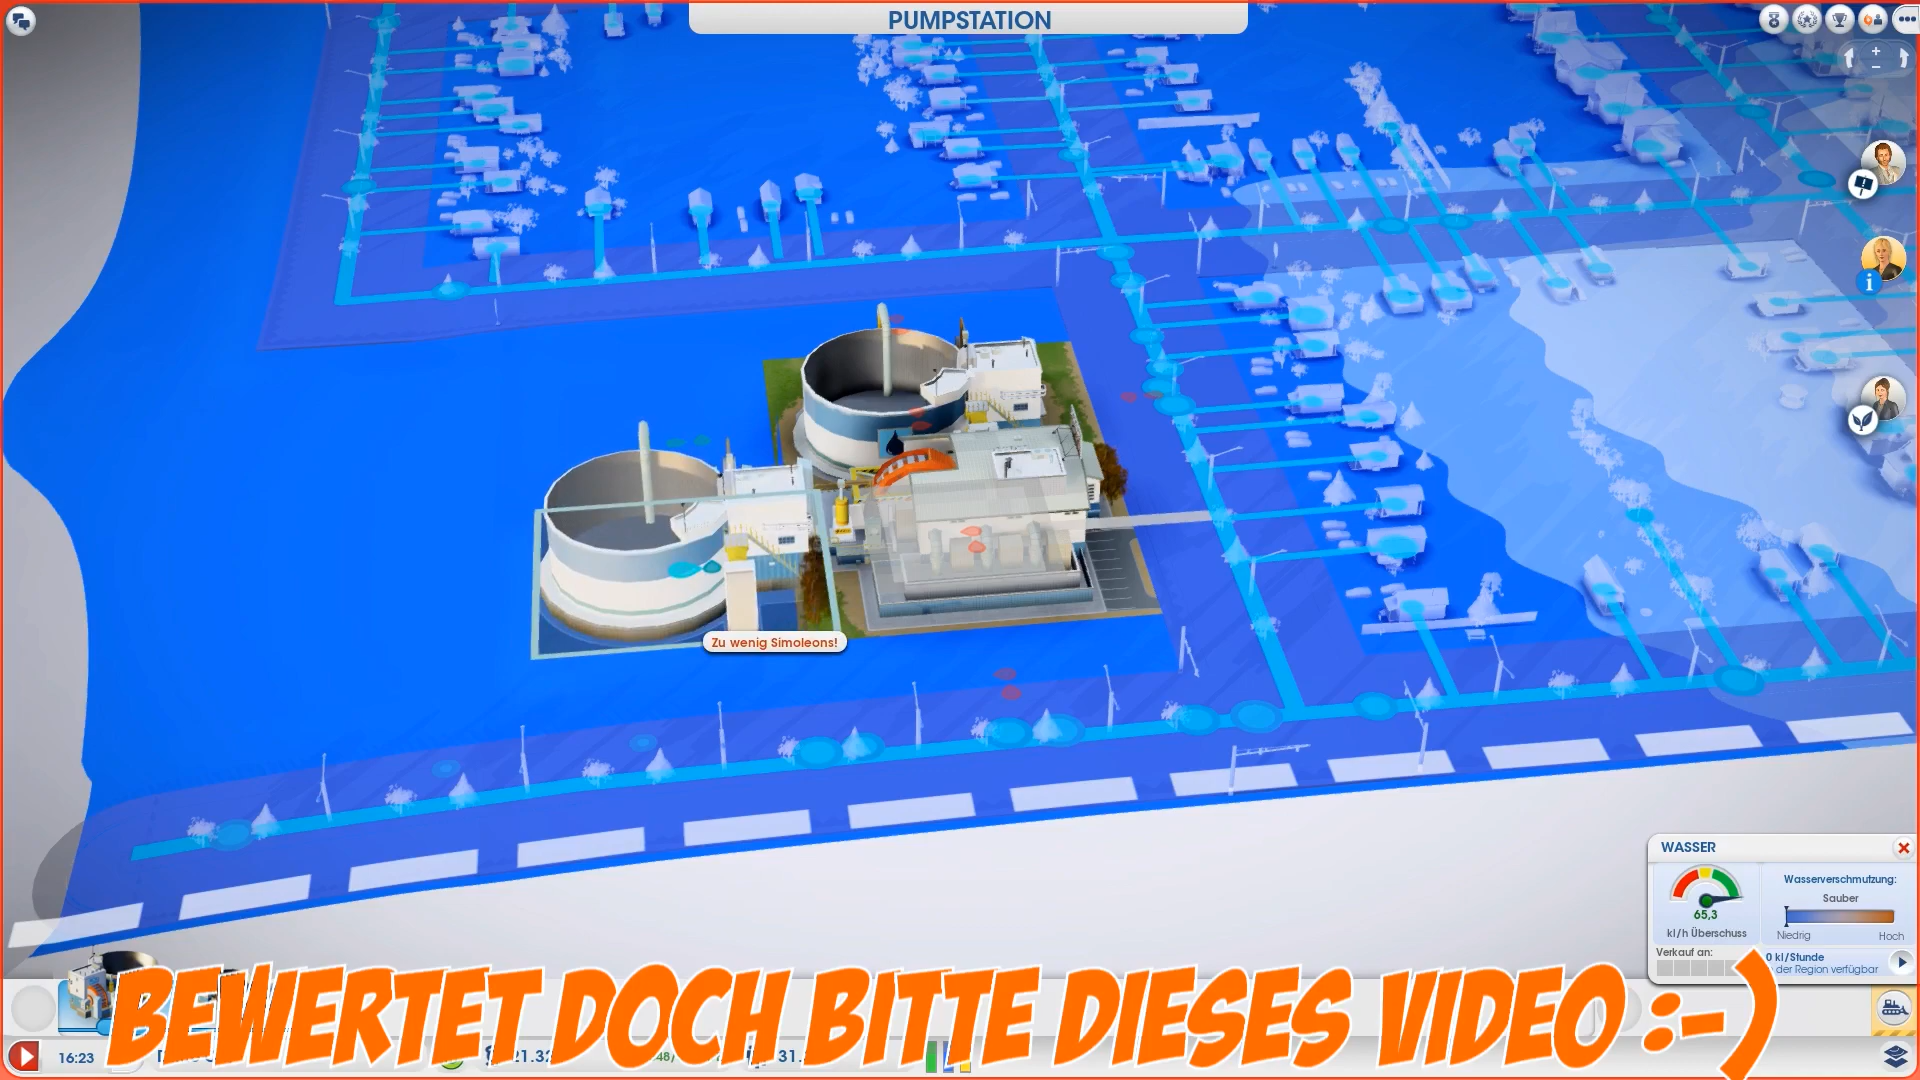 PUMPSTATION
Zu wenig Simoleons!
WASSER
65,3
kl/h Überschuss
Wasserverschmutzung:
Sauber
Niedrig Hoch
Verkauf an:
0 kl/Stunde
der Region verfügbar
BEWERTET DOCH BITTE DIESES VIDEO :-)
16:23